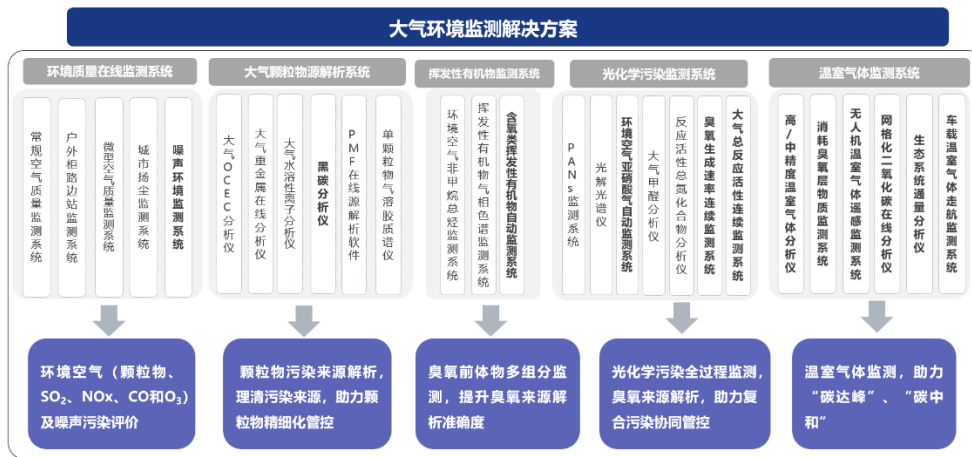 大气环境监测解决方案
环境质量在线监测系统
常规空气质量监测系统
户外柜路边站监测系统
微型空气质量监测系统
城市扬尘监测系统
噪声环境监测系统
环境空气（颗粒物、
SO₂、NOx、CO和O₃）
及噪声污染评价
大气颗粒物源解析系统
大气OCEC分析仪
大气重金属在线分析仪
大气水溶性离子分析仪
黑碳分析仪
PMF在线源解析软件
单颗粒物气溶胶质谱仪
颗粒物污染来源解析，
理清污染来源，助力颗
粒物精细化管控
挥发性有机物监测系统
环境空气非甲烷总烃监测系统
挥发性有机物气相色谱监测系统
含氧类挥发性有机物自动监测系统
臭氧前体物多组分监
测，提升臭氧来源解
析准确度
光化学污染监测系统
PANs监测系统
光解光谱仪
环境空气亚硝酸气自动监测系统
大气甲醛分析仪
反应活性总氮化合物分析仪
臭氧生成速率连续监测系统
大气总反应活性连续监测系统
光化学污染全过程监测，
臭氧来源解析，助力复
合污染协同管控
温室气体监测系统
高/中精度温室气体分析仪
消耗臭氧层物质监测系统
无人机温室气体遥感监测系统
网格化二氧化碳在线分析仪
生态系统通量分析仪
车载温室气体走航监测系统
温室气体监测，助力
“碳达峰”、“碳中
和”